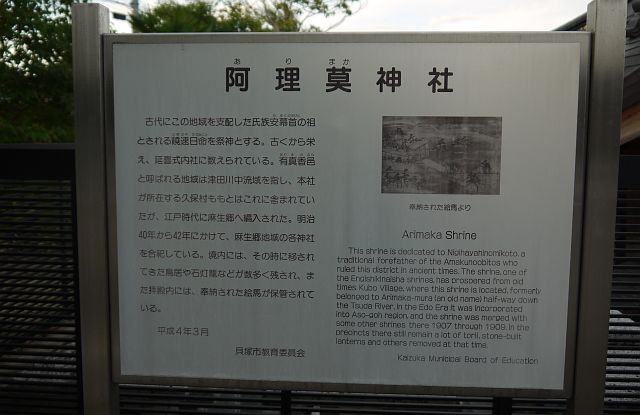 あ り ま か
阿理莫神社
古代にこの地域を支配した氏族安幕首の祖
とされる饒速日命を祭神とする。古くから栄
え、延喜式内社に数えられている。有真香邑
と呼ばれる地域は津田川中流域を指し、本社
が所在する久保村ももとはこれに含まれてい
たが、江戸時代に麻生郷へ編入された。明治
40年から42年にかけて、麻生郷地域の各神社
を合祀している。境内には、その時に移され
てきた鳥居や石灯籠などが数多く残され、ま
た拝殿内には、奉納された絵馬が保管されて
いる。
平成4年3月
貝塚市教育委員会
奉納された絵馬より
Arimaka Shrine
This shrine is dedicated to Nigihayahinomikoto, a
traditional forefather of the Amakunoobitos who
ruled this district in ancient times. The shrine, one of
the Engishikinaisha shrines, has prospered from old
times. Kubo Village, where this shrine is located, formerly
belonged to Arimaka-mura (an old name) half-way down
the Tsuda River. In the Edo Era it was incorporated
into Aso-goh region, and the shrine was merged with
some other shrines there 1907 through 1909. In the
precincts there still remain a lot of torii, stone-built
lanterns and others removed at that time.
Kaizuka Municipal Board of Education